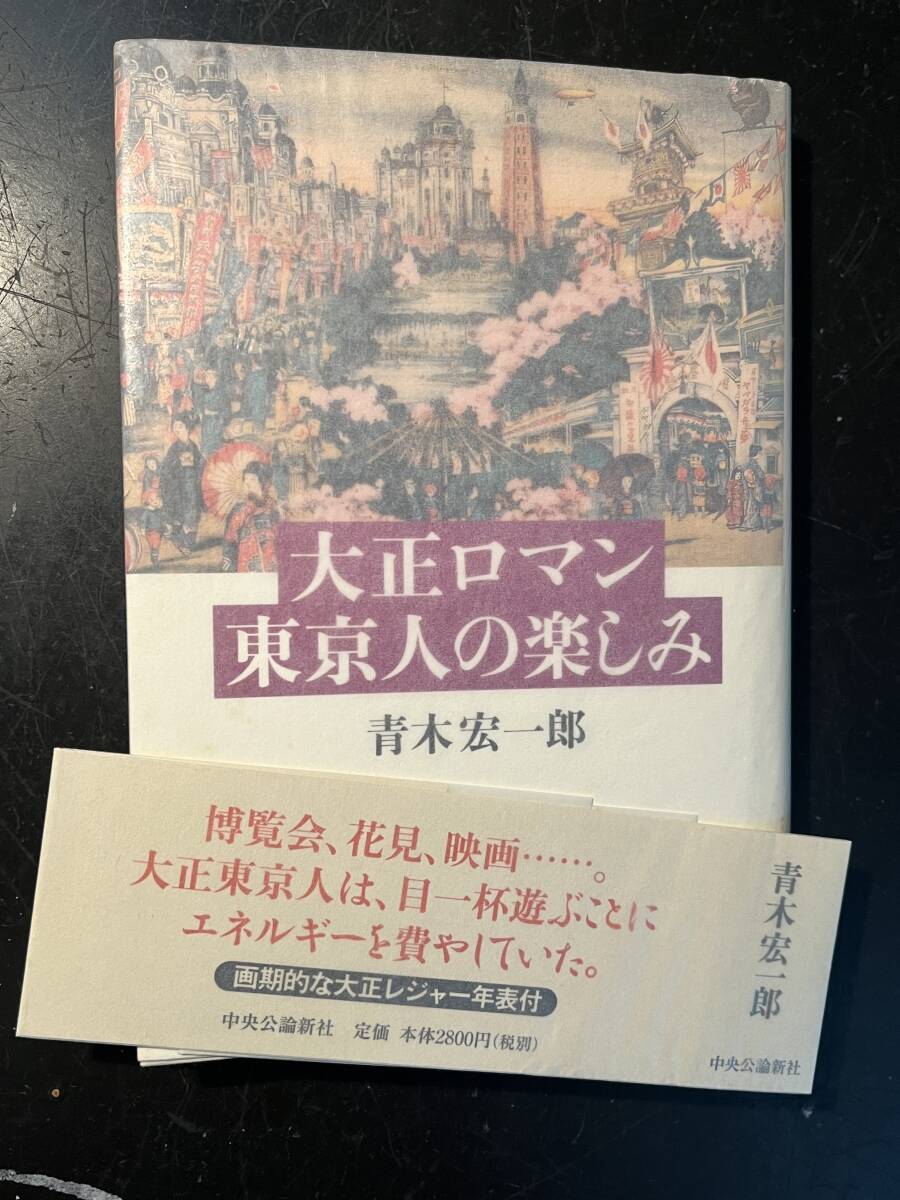 大正ロマン
東京人の楽しみ
青木宏一郎
博覧会、花見、映画……。
大正東京人は、目一杯遊ぶことに
エネルギーを費やしていた。
画期的な大正レジャー年表付
中央公論新社 定価 本体2800円(税別)
青木宏一郎
中央公論新社